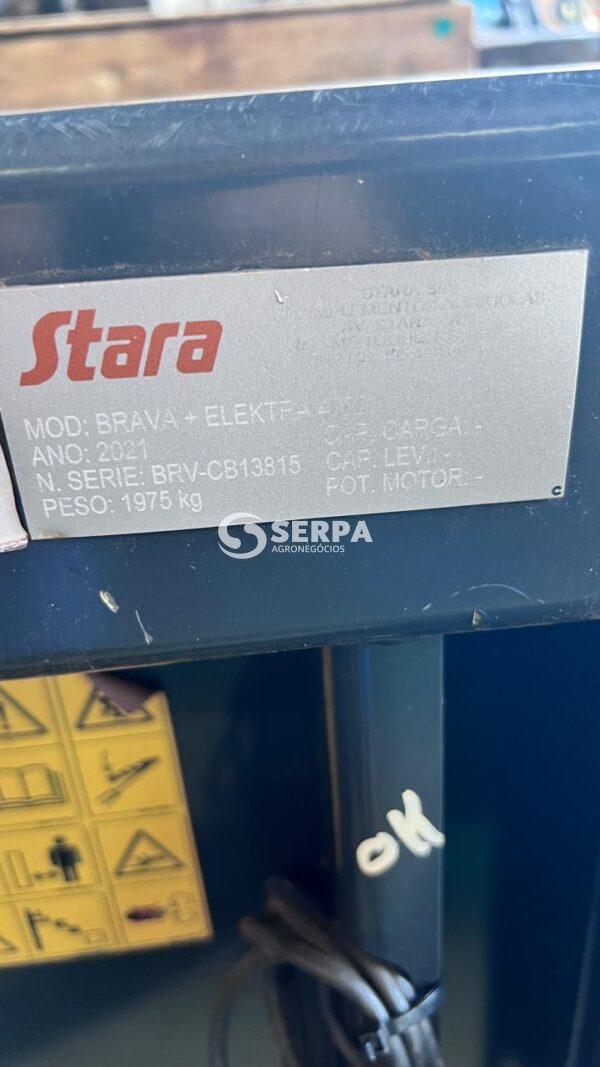 Stara
STARA S/A
MOD: BRAVA + ELEKTRA
ANO: 2021
N. SERIE: BRV-CB13815
PESO: 1975 kg
CAP. CARGA: -
CAP. LEV.: -
POT. MOTOR: -
C
SERPA
AGRONEGÓCIOS
OK